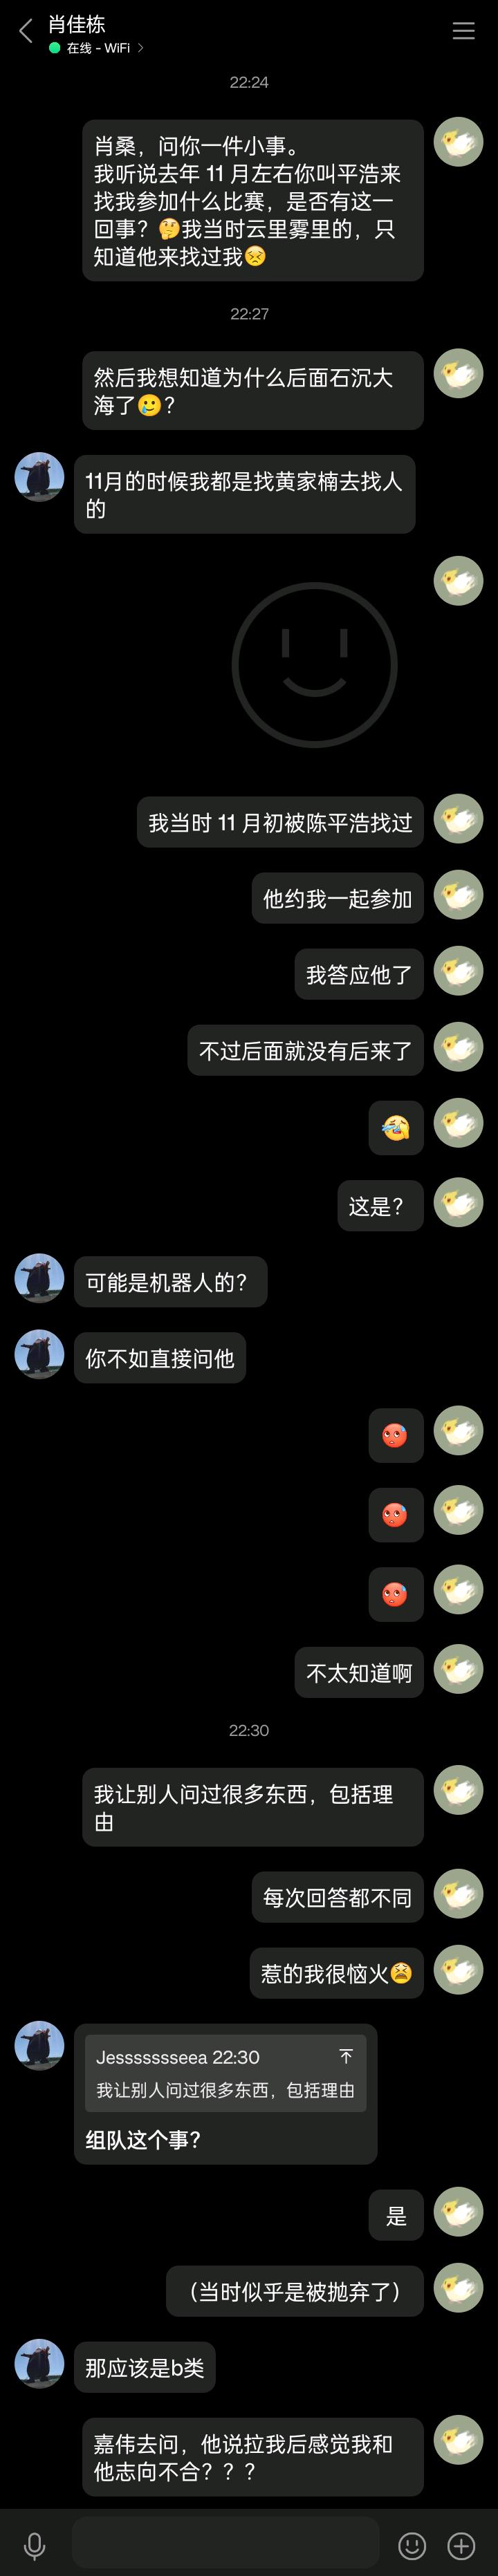 肖佳栋
在线 - WiFi
22:24
肖桑，问你一件小事。
我听说去年 11 月左右你叫平浩来
找我参加什么比赛，是否有这一
回事？🤔我当时云里雾里的，只
知道他来找过我😣
22:27
然后我想知道为什么后面石沉大
海了🥲？
11月的时候我都是找黄家楠去找人
的
我当时 11 月初被陈平浩找过
他约我一起参加
我答应他了
不过后面就没有后来了
这是？
可能是机器人的？
你不如直接问他
不太知道啊
22:30
我让别人问过很多东西，包括理
由
每次回答都不同
惹的我很恼火😫
Jesssssssseea 22:30
我让别人问过很多东西，包括理由
组队这个事？
是
（当时似乎是被抛弃了）
那应该是b类
嘉伟去问，他说拉我后感觉我和
他志向不合？？？